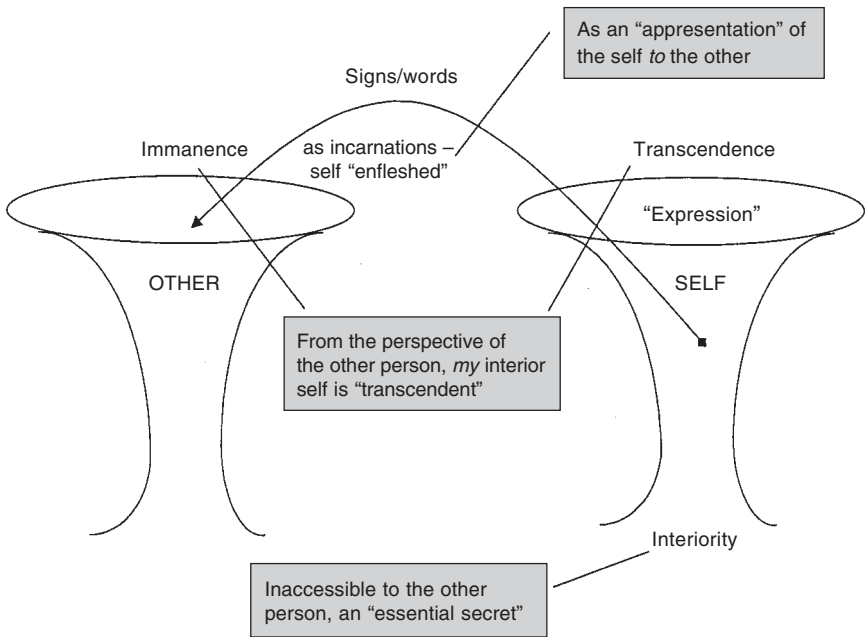 As an “appresentation” of
the self to the other
Signs/words
Immanence
as incarnations –
self “enfleshed”
Transcendence
“Expression”
OTHER
SELF
From the perspective of
the other person, my interior
self is “transcendent”
Interiority
Inaccessible to the other
person, an “essential secret”